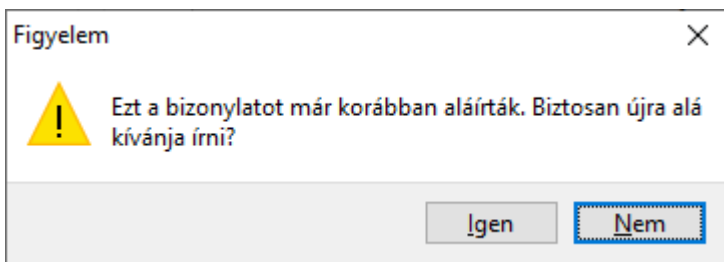 Figyelem
Ezt a bizonylatot már korábban aláírták. Biztosan újra alá
kívánja írni?
Igen
Nem